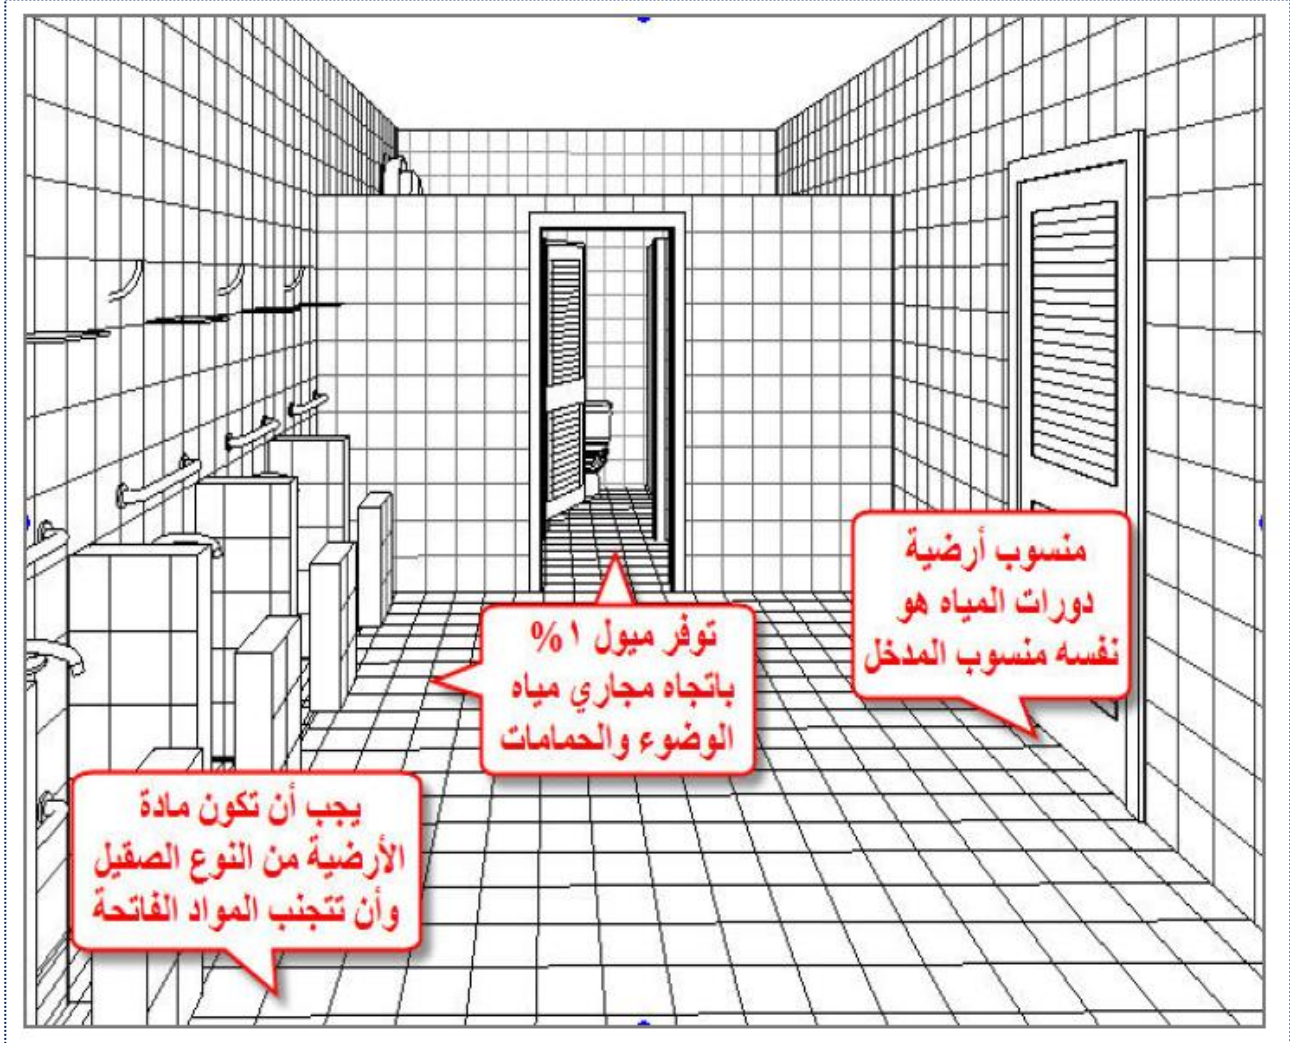 منسوب أرضية
دورات المياه هو
نفسه منسوب المدخل
توفر ميول ١%
باتجاه مجاري مياه
الوضوء والحمامات
يجب أن تكون مادة
الأرضية من النوع الصقيل
وأن تتجنب المواد الفاتحة